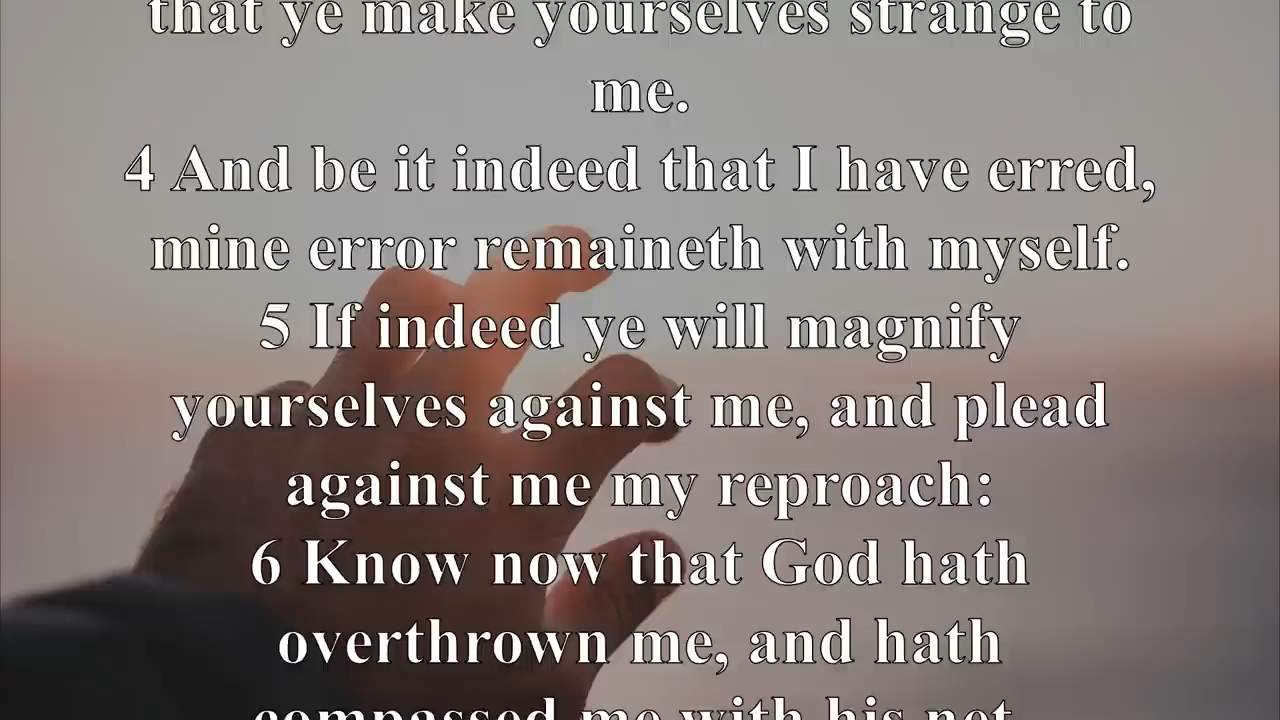 that ye make yourselves strange to
me.
4 And be it indeed that I have erred,
mine error remaineth with myself.
5 If indeed ye will magnify
yourselves against me, and plead
against me my reproach:
6 Know now that God hath
overthrown me, and hath
compassed me with his net